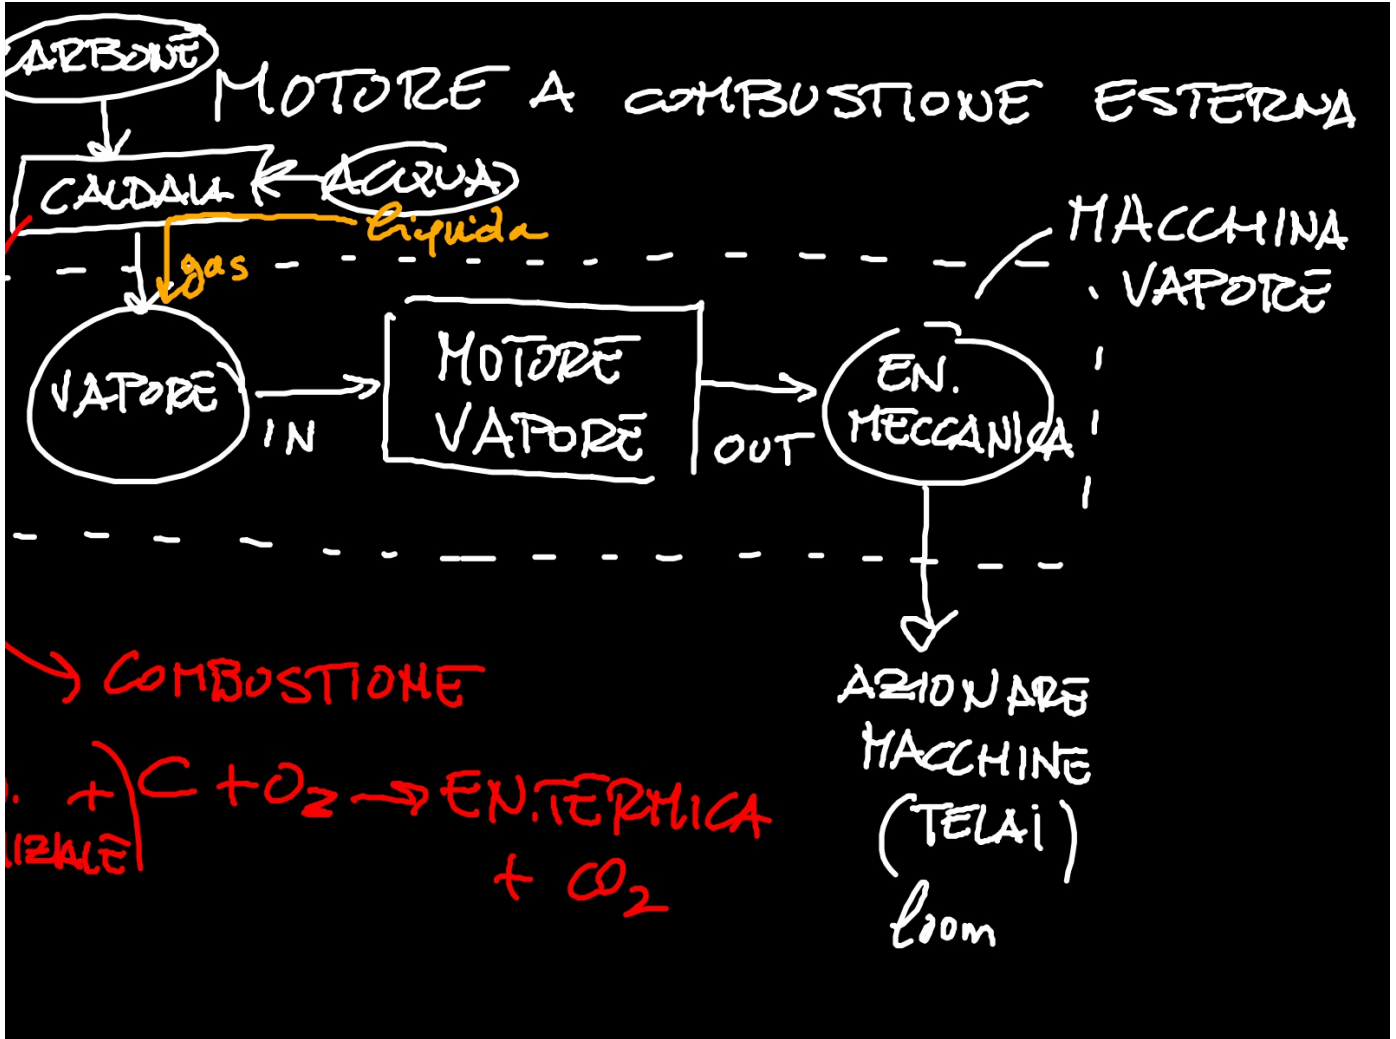 CARBONE
MOTORE A COMBUSTIONE ESTERNA
CALDAIA
ACQUA
liquida
gas
MACCHINA
VAPORE
VAPORE
IN
MOTORE
VAPORE
OUT
EN.
MECCANICA
COMBUSTIONE
+ C + O2 → EN. TERMICA
+ CO2
AZIONARE
MACCHINE
(TELAI)
loom